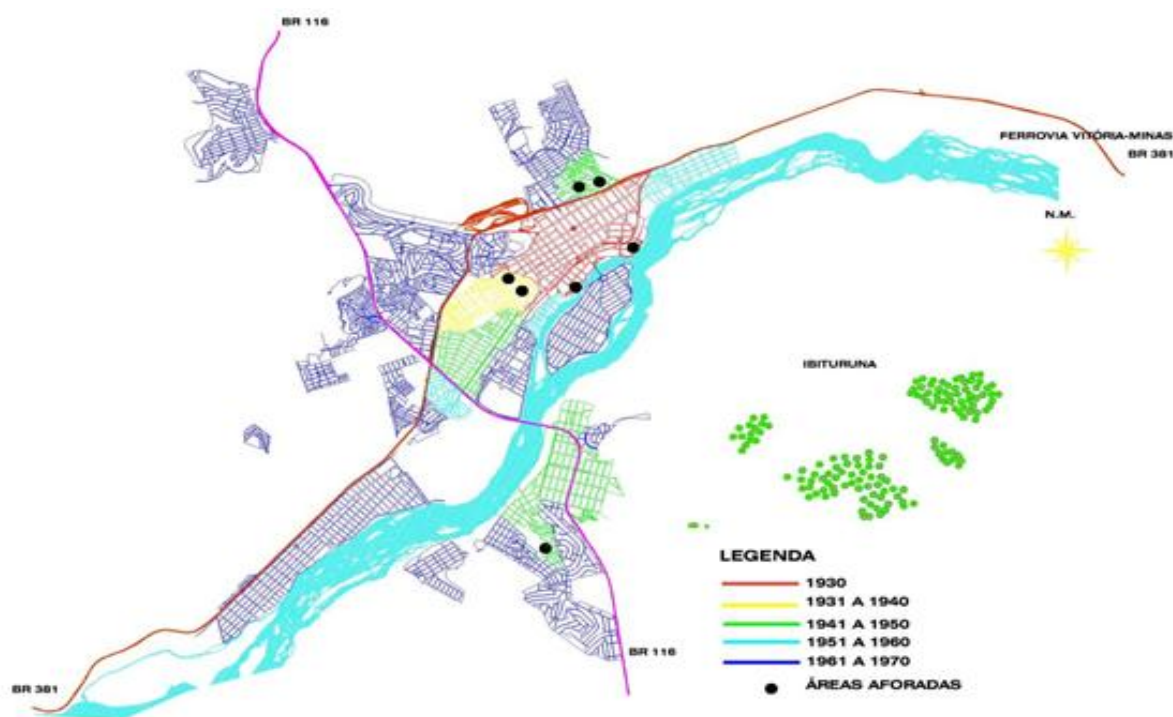 BR 116
FERROVIA VITÓRIA-MINAS
BR 381
N.M.
IBITURUNA
LEGENDA
1930
1931 A 1940
1941 A 1950
1951 A 1960
1961 A 1970
ÁREAS AFORADAS
BR 116
BR 381